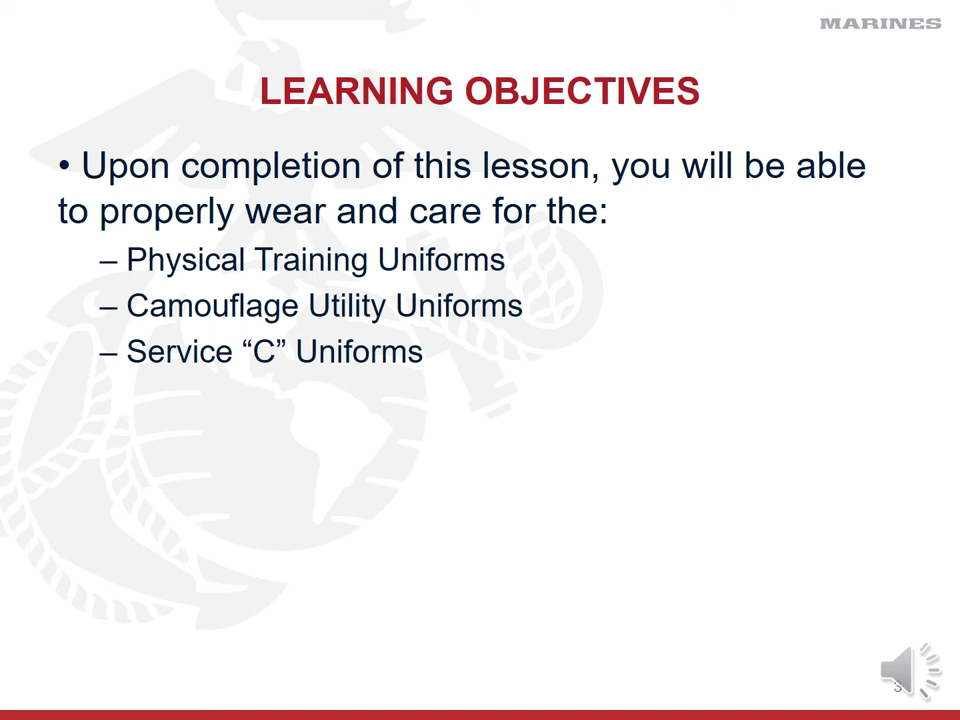 MARINES
LEARNING OBJECTIVES
• Upon completion of this lesson, you will be able
to properly wear and care for the:
– Physical Training Uniforms
– Camouflage Utility Uniforms
– Service “C” Uniforms
3